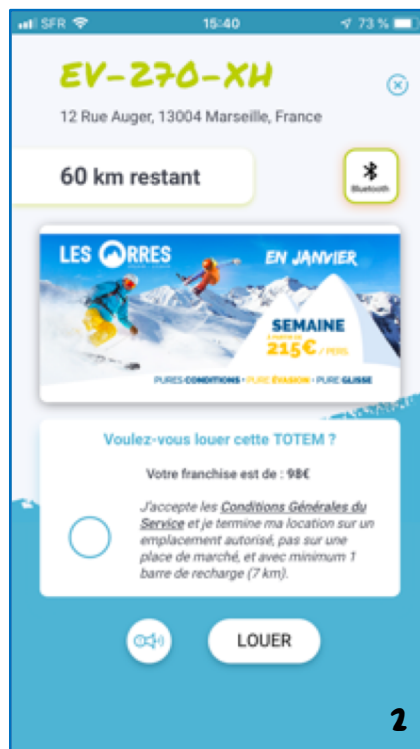 SFR 15:40 73 %
EV-270-XH
12 Rue Auger, 13004 Marseille, France
60 km restant
Bluetooth
LES ORRES EN JANVIER
SEMAINE
À PARTIR DE
215€ / PERS.
PURES CONDITIONS • PURE ÉVASION • PURE GLISSE
Voulez-vous louer cette TOTEM ?
Votre franchise est de : 98€
J'accepte les Conditions Générales du
Service et je termine ma location sur un
emplacement autorisé, pas sur une
place de marché, et avec minimum 1
barre de recharge (7 km).
LOUER
2